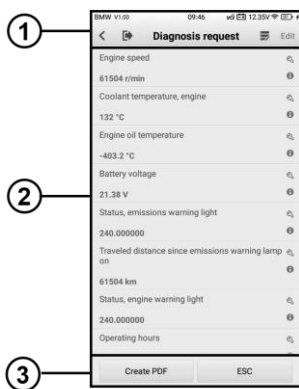 BMW V1.00 09:46 12.35V
Diagnosis request Edit
1
Engine speed
61504 r/min
Coolant temperature, engine
132 °C
Engine oil temperature
-403.2 °C
Battery voltage
21.38 V
2
Status, emissions warning light
240.000000
Traveled distance since emissions warning lamp
on
61504 km
Status, engine warning light
240.000000
Operating hours
3
Create PDF ESC